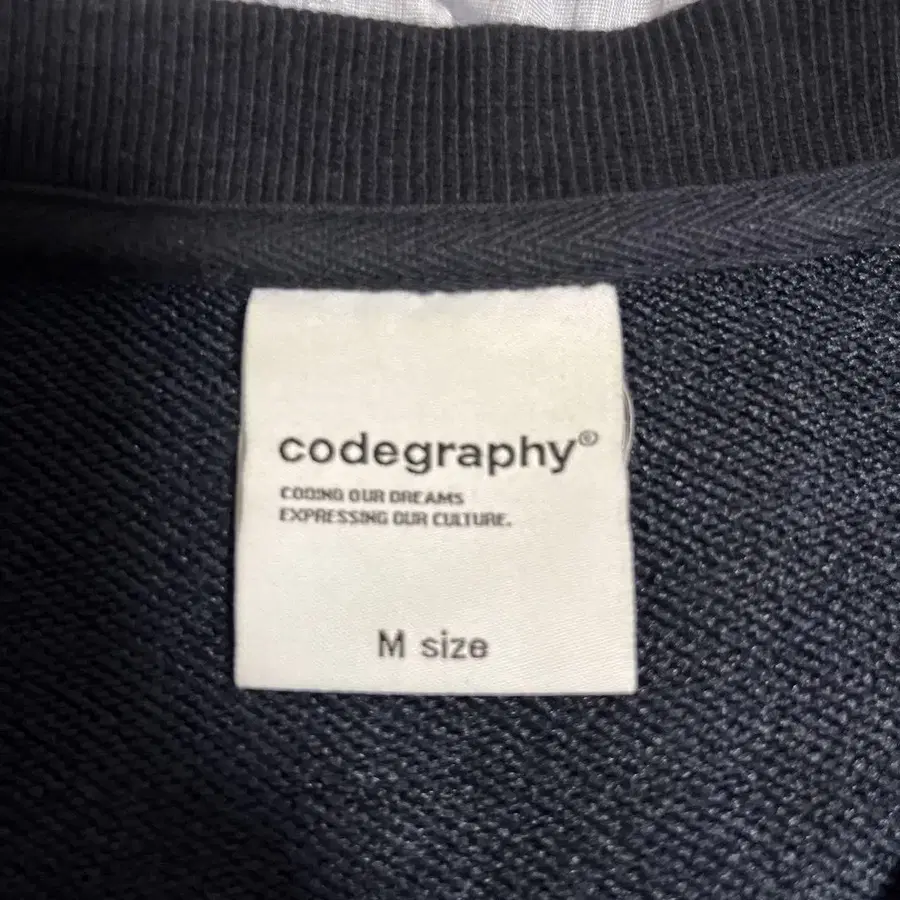 codegraphy®
CODING OUR DREAMS
EXPRESSING OUR CULTURE.
M size